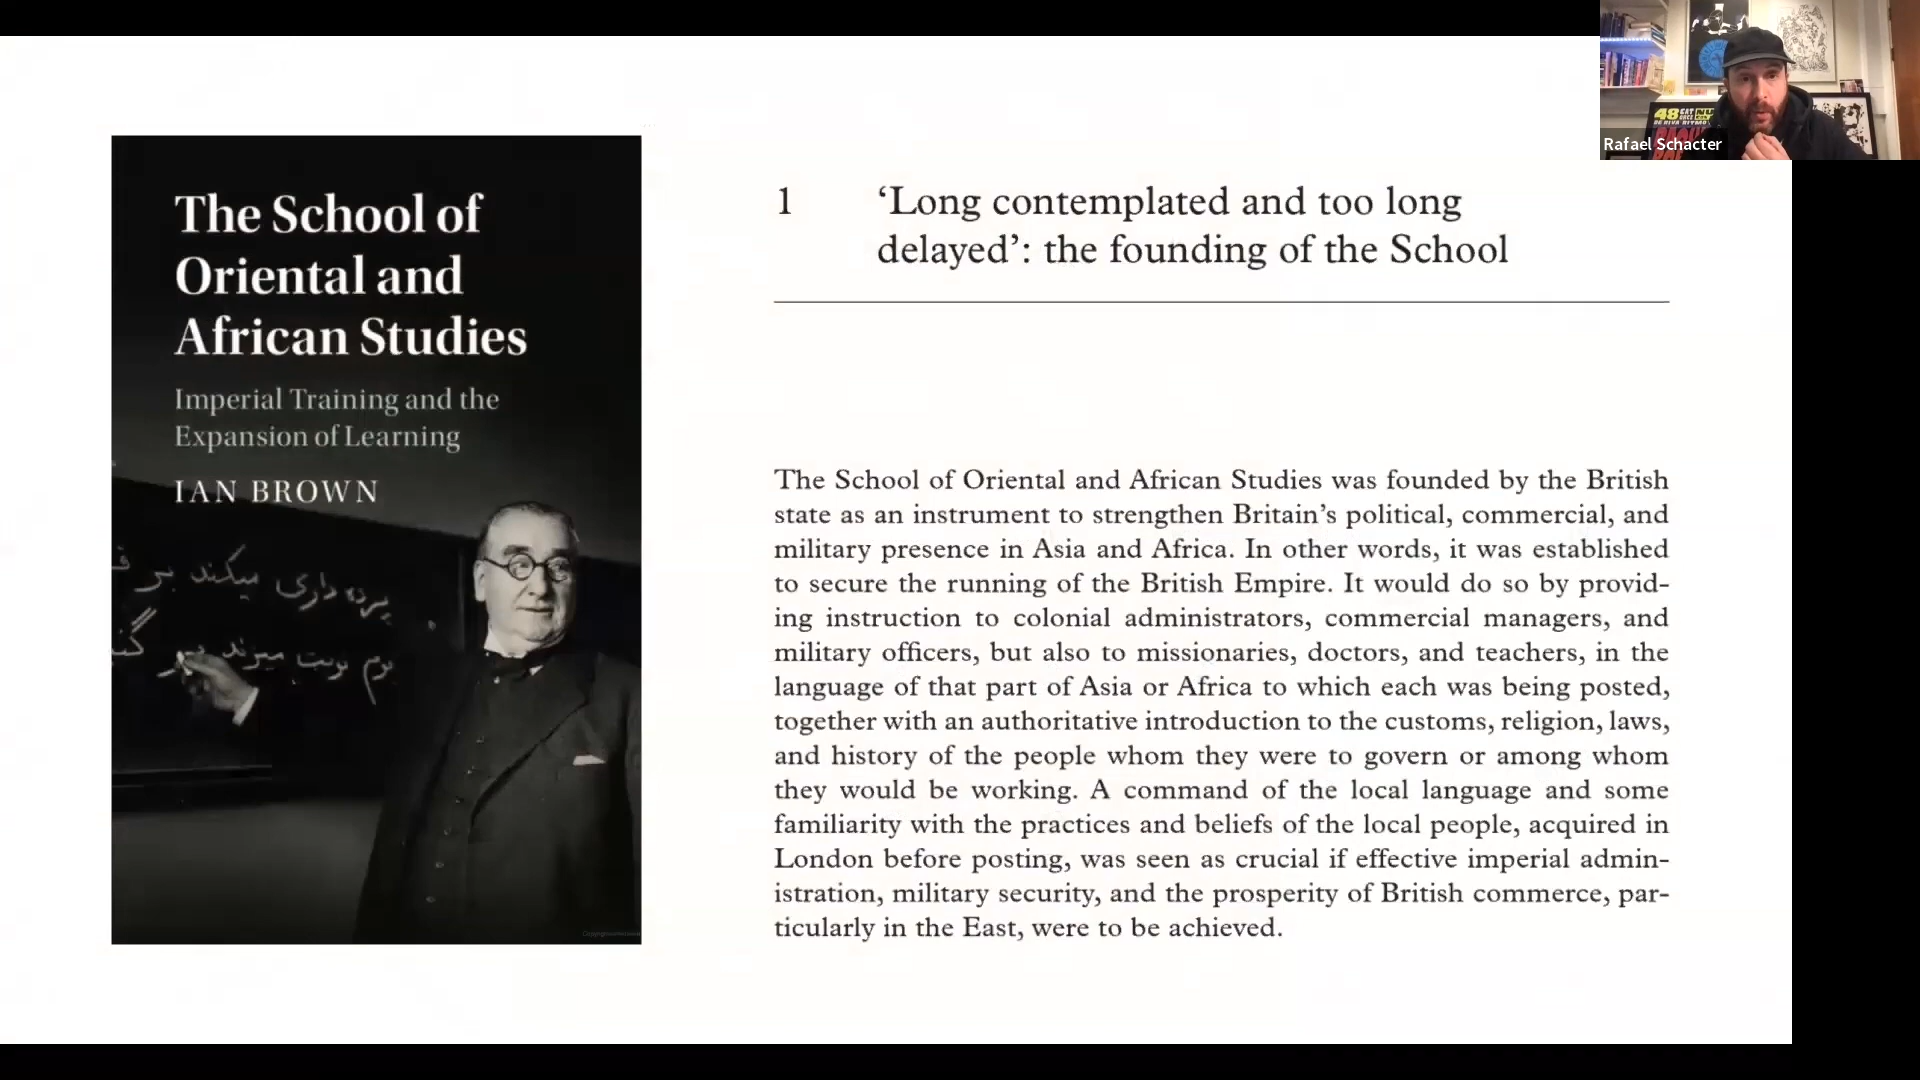 The School of
Oriental and
African Studies
Imperial Training and the
Expansion of Learning
IAN BROWN
پرده داری میکند بر
بوم نوبت میزند بر
1 ‘Long contemplated and too long
delayed’: the founding of the School
The School of Oriental and African Studies was founded by the British
state as an instrument to strengthen Britain’s political, commercial, and
military presence in Asia and Africa. In other words, it was established
to secure the running of the British Empire. It would do so by provid-
ing instruction to colonial administrators, commercial managers, and
military officers, but also to missionaries, doctors, and teachers, in the
language of that part of Asia or Africa to which each was being posted,
together with an authoritative introduction to the customs, religion, laws,
and history of the people whom they were to govern or among whom
they would be working. A command of the local language and some
familiarity with the practices and beliefs of the local people, acquired in
London before posting, was seen as crucial if effective imperial admin-
istration, military security, and the prosperity of British commerce, par-
ticularly in the East, were to be achieved.
48
Rafael Schacter